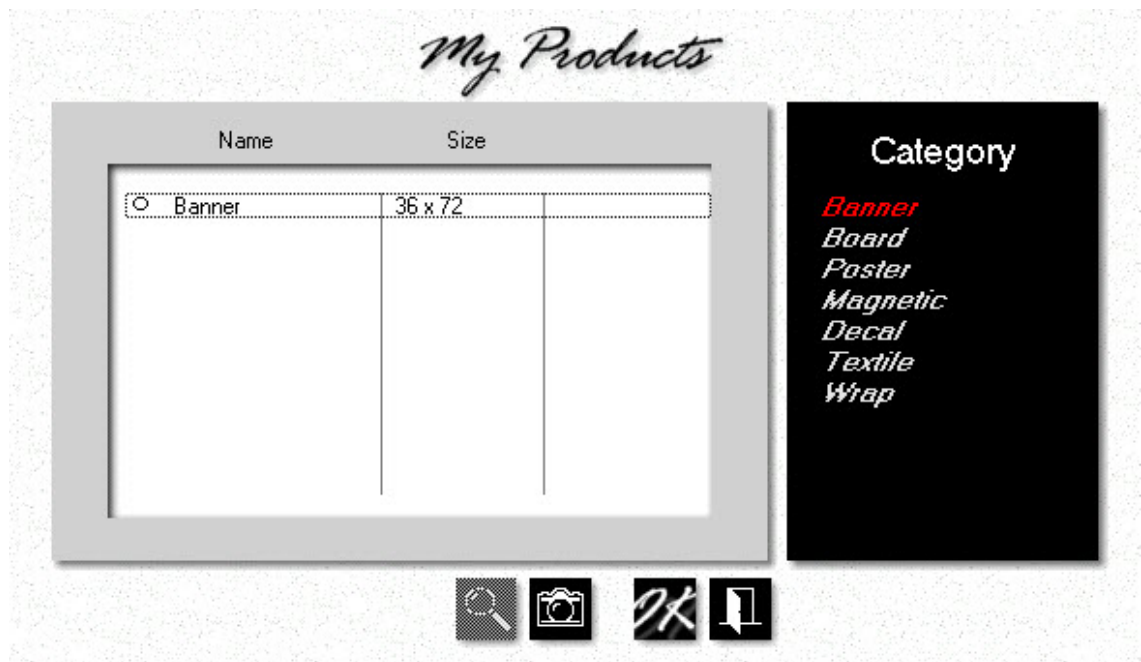 My Products
Name Size
Banner 36 x 72
Category
Banner
Board
Poster
Magnetic
Decal
Textile
Wrap
OK